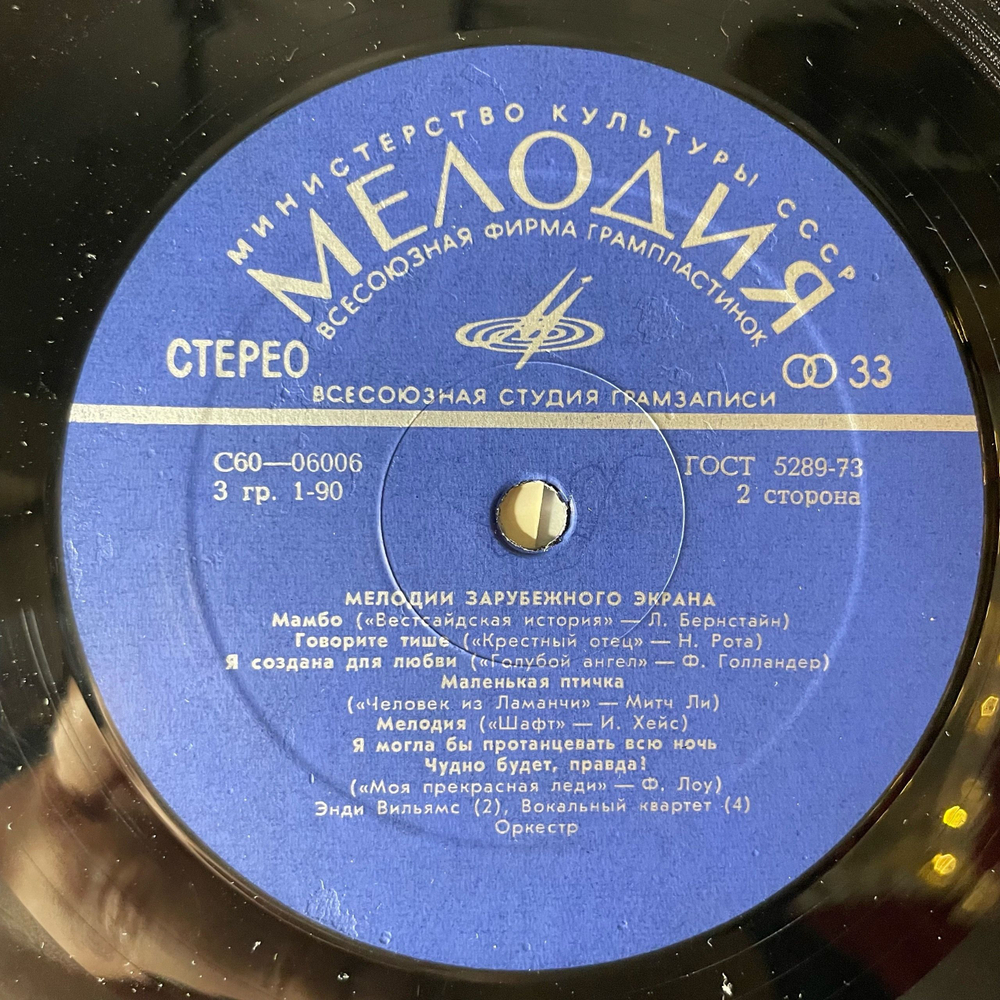 МИНИСТЕРСТВО КУЛЬТУРЫ СССР
МЕЛОДИЯ
ВСЕСОЮЗНАЯ ФИРМА ГРАМПЛАСТИНОК
СТЕРЕО
33
ВСЕСОЮЗНАЯ СТУДИЯ ГРАМЗАПИСИ
С60—06006
ГОСТ 5289-73
3 гр. 1-90
2 сторона
МЕЛОДИИ ЗАРУБЕЖНОГО ЭКРАНА
Мамбо («Вестсайдская история» — Л. Бернстайн)
Говорите тише («Крестный отец» — Н. Рота)
Я создана для любви («Голубой ангел» — Ф. Голландер)
Маленькая птичка
(«Человек из Ламанчи» — Митч Ли)
Мелодия («Шафт» — И. Хейс)
Я могла бы протанцевать всю ночь
Чудно будет, правда!
(«Моя прекрасная леди» — Ф. Лоу)
Энди Вильямс (2), Вокальный квартет (4)
Оркестр